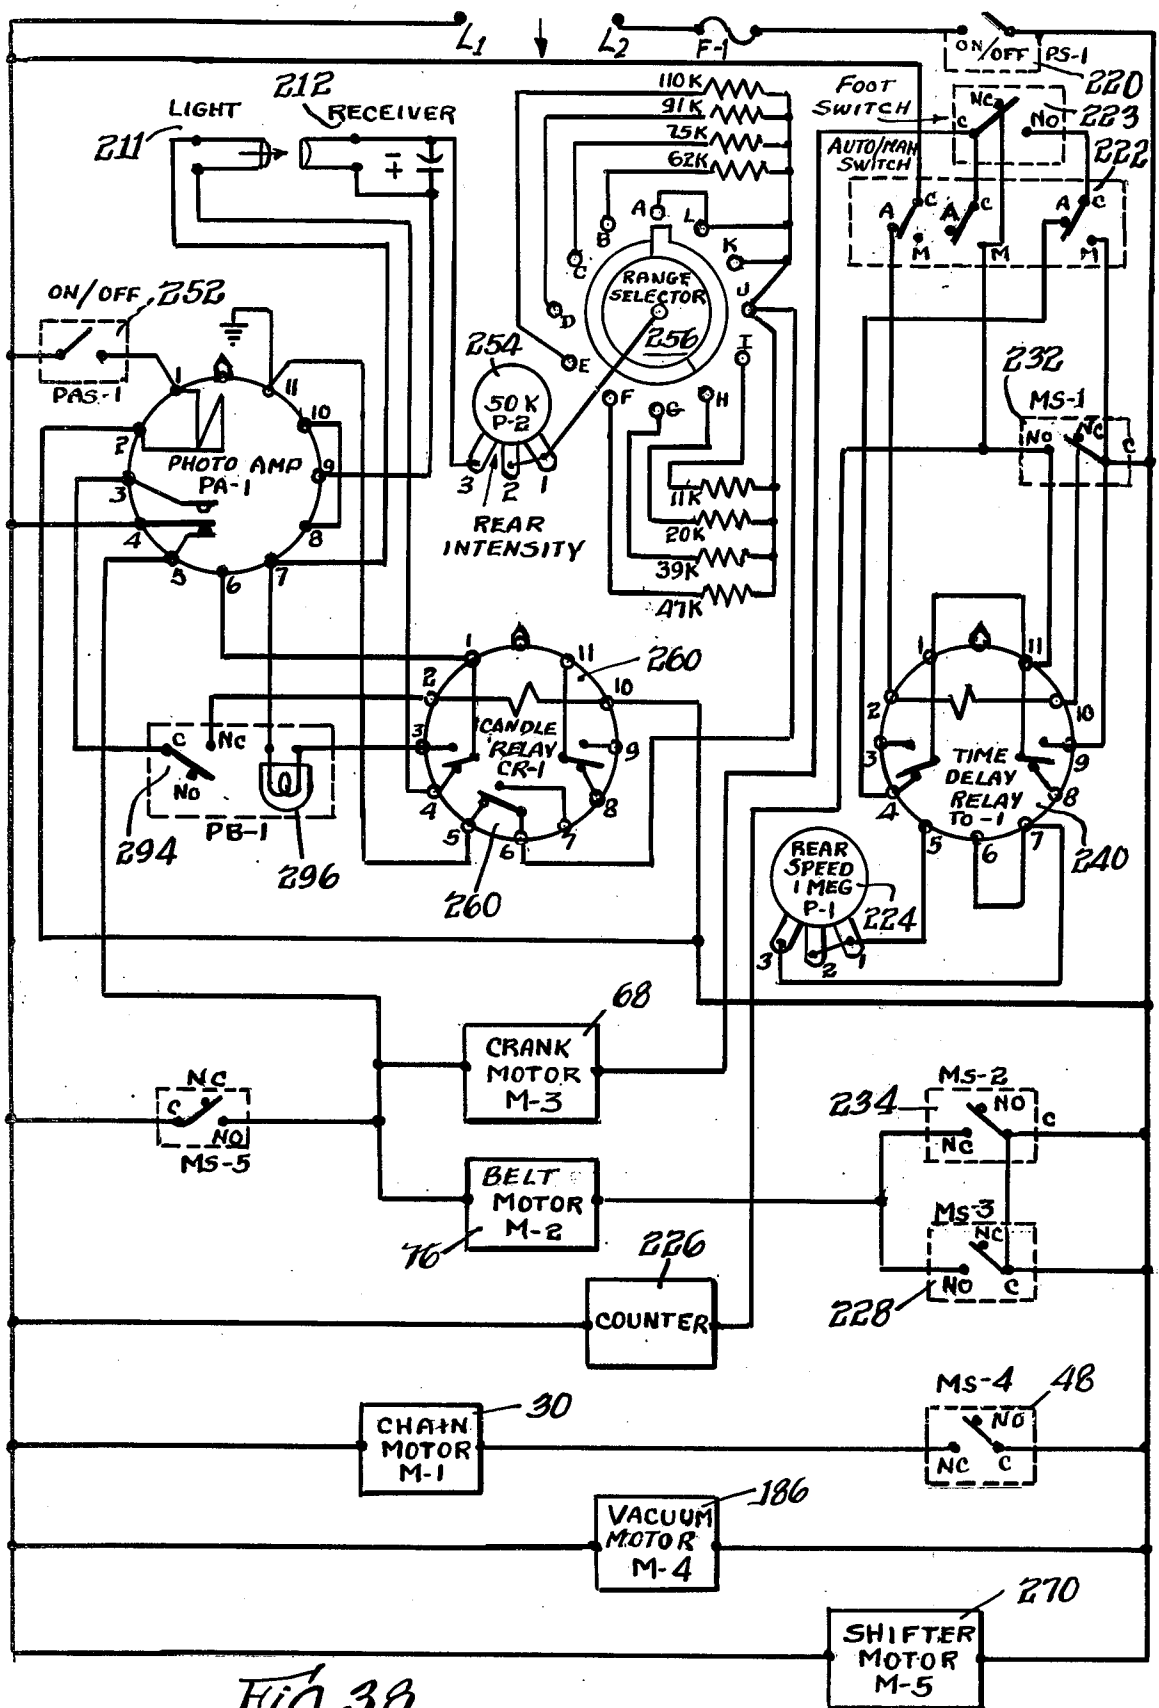 L1
L2
F-1
ON/OFF
PS-1
220
110K
91K
75K
62K
FOOT
SWITCH
NC
C
NO
223
212
LIGHT
RECEIVER
211
AUTO/MAN
SWITCH
222
A
C
M
A
C
M
A
C
M
A
L
B
K
C
J
D
I
E
F
G
H
RANGE
SELECTOR
256
ON/OFF
252
PAS-1
254
50 K
P-2
3
2
1
REAR
INTENSITY
11K
20K
39K
47K
232
MS-1
NO
NC
C
1
11
2
10
3
9
4
8
5
6
7
PHOTO AMP
PA-1
1
11
260
2
10
3
9
4
8
5
6
7
CANDLE
RELAY
CR-1
260
1
11
2
10
3
9
4
8
5
6
7
TIME
DELAY
RELAY
TD-1
240
C
NC
NO
294
PB-1
296
REAR
SPEED
1 MEG
P-1
224
3
2
1
68
CRANK
MOTOR
M-3
NC
C
NO
MS-5
MS-2
234
NO
C
NC
BELT
MOTOR
M-2
76
MS-3
NC
NO
C
228
226
COUNTER
MS-4
48
NO
NC
C
30
CHAIN
MOTOR
M-1
186
VACUUM
MOTOR
M-4
270
SHIFTER
MOTOR
M-5
Fig. 38